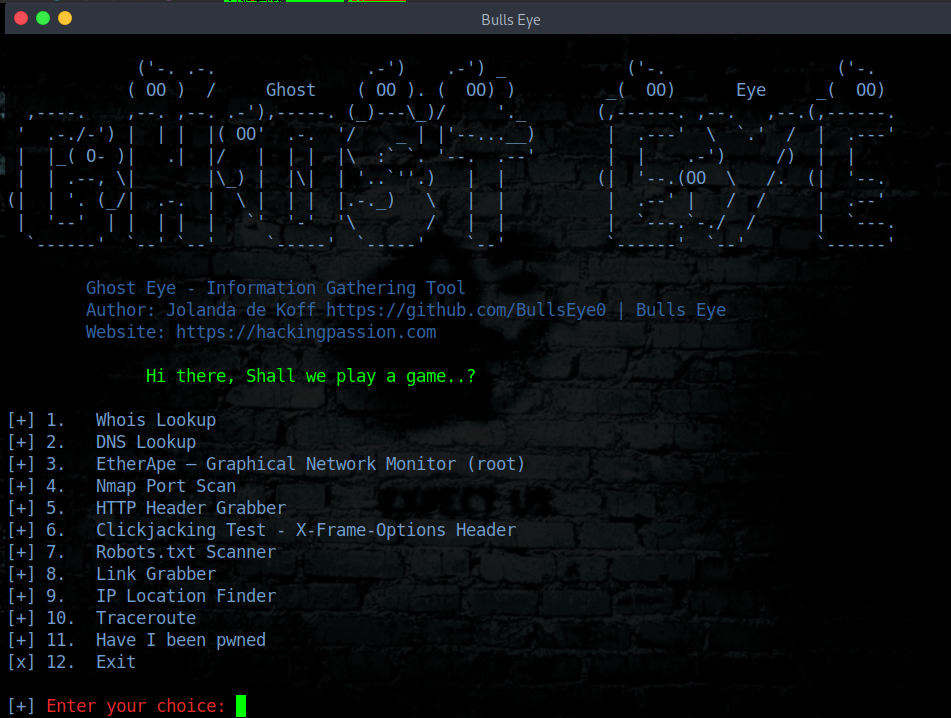 Bulls Eye
Ghost Eye
Ghost Eye - Information Gathering Tool
Author: Jolanda de Koff https://github.com/BullsEye0 | Bulls Eye
Website: https://hackingpassion.com
Hi there, Shall we play a game..?
[+] 1. Whois Lookup
[+] 2. DNS Lookup
[+] 3. EtherApe – Graphical Network Monitor (root)
[+] 4. Nmap Port Scan
[+] 5. HTTP Header Grabber
[+] 6. Clickjacking Test - X-Frame-Options Header
[+] 7. Robots.txt Scanner
[+] 8. Link Grabber
[+] 9. IP Location Finder
[+] 10. Traceroute
[+] 11. Have I been pwned
[x] 12. Exit
[+] Enter your choice: